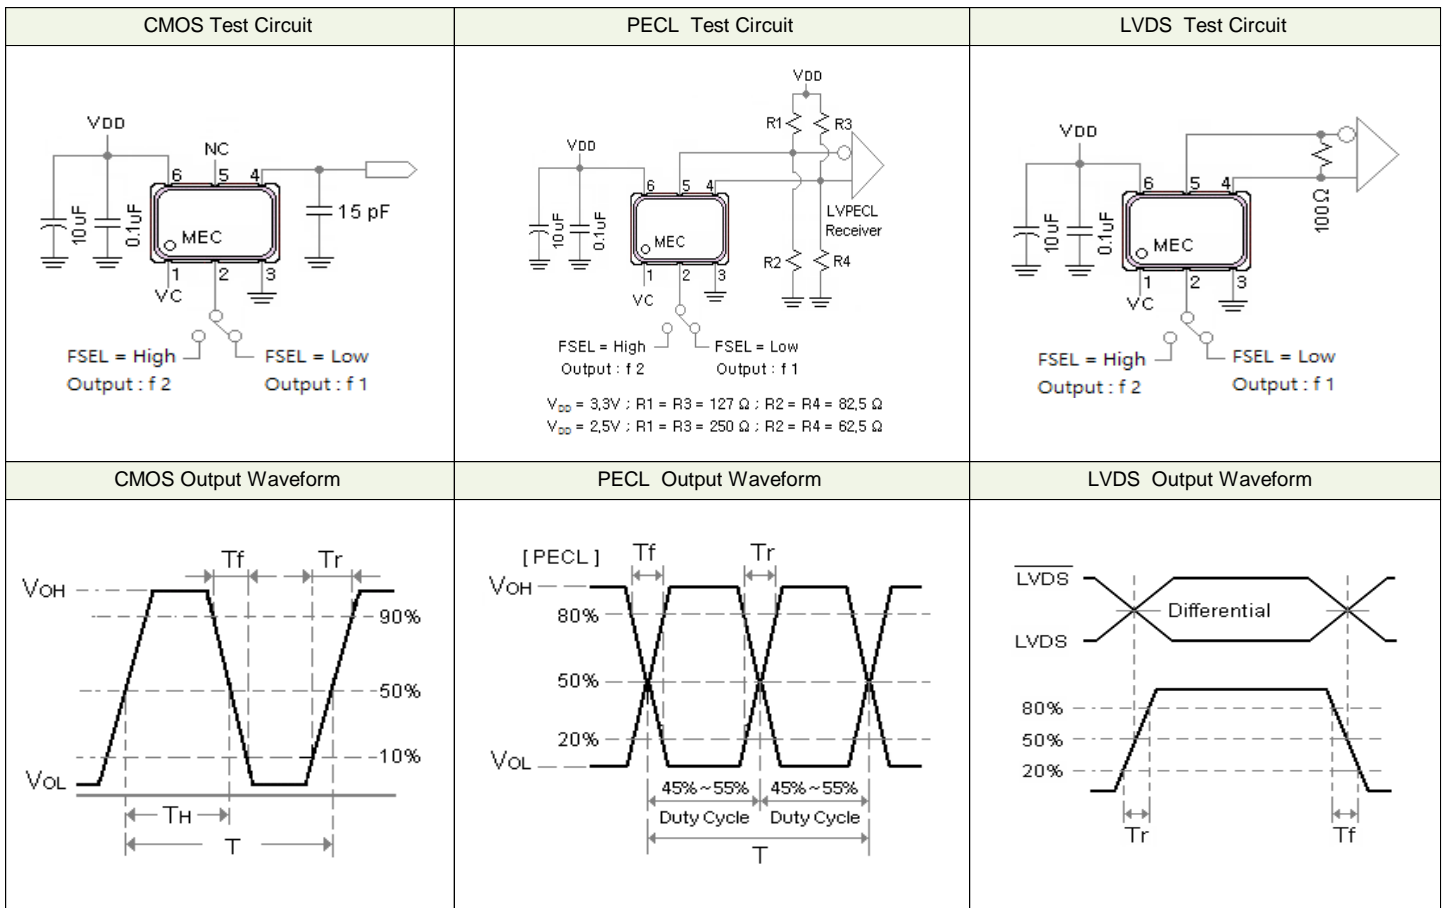 CMOS Test Circuit
PECL Test Circuit
LVDS Test Circuit
VDD
NC
6 5 4
10uF
0.1uF
15 pF
MEC
1 2 3
VC
FSEL = High
FSEL = Low
Output : f 2
Output : f 1
VDD
R1
R3
VDD
6 5 4
10uF
0.1uF
LVPECL
Receiver
MEC
R2
R4
1 2 3
VC
FSEL = High
FSEL = Low
Output : f 2
Output : f 1
VDD = 3,3V ; R1 = R3 = 127 Ω ; R2 = R4 = 82,5 Ω
VDD = 2,5V ; R1 = R3 = 250 Ω ; R2 = R4 = 62,5 Ω
VDD
6 5 4
10uF
0.1uF
100Ω
MEC
1 2 3
VC
FSEL = High
FSEL = Low
Output : f 2
Output : f 1
CMOS Output Waveform
PECL Output Waveform
LVDS Output Waveform
Tf
Tr
VOH
90%
50%
10%
VOL
TH
T
[ PECL ]
Tf
Tr
VOH
80%
50%
20%
VOL
45%~55%
45%~55%
Duty Cycle
Duty Cycle
T
L̅V̅D̅S̅
Differential
LVDS
80%
50%
20%
Tr
Tf